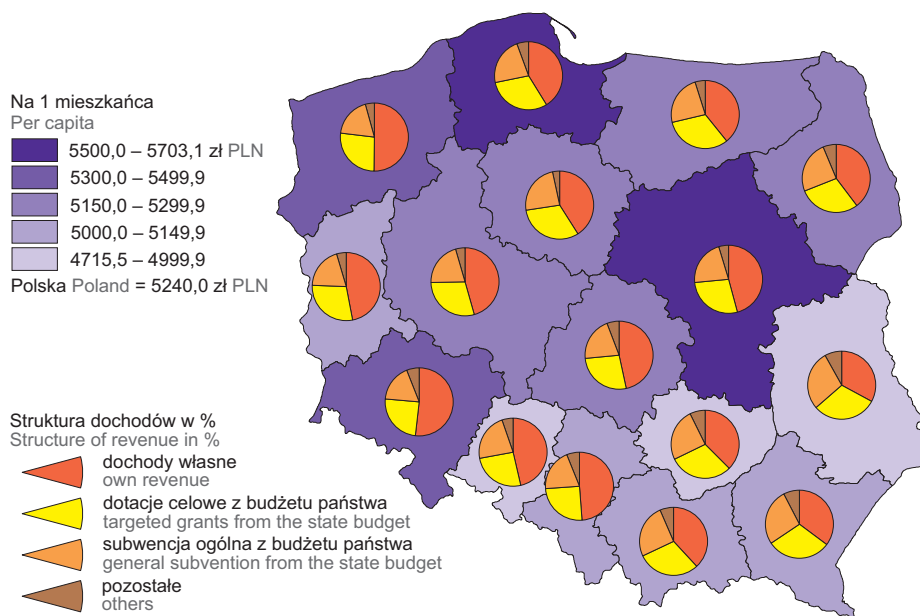 Na 1 mieszkańca
Per capita
5500,0 – 5703,1 zł PLN
5300,0 – 5499,9
5150,0 – 5299,9
5000,0 – 5149,9
4715,5 – 4999,9
Polska Poland = 5240,0 zł PLN
Struktura dochodów w %
Structure of revenue in %
dochody własne
own revenue
dotacje celowe z budżetu państwa
targeted grants from the state budget
subwencja ogólna z budżetu państwa
general subvention from the state budget
pozostałe
others